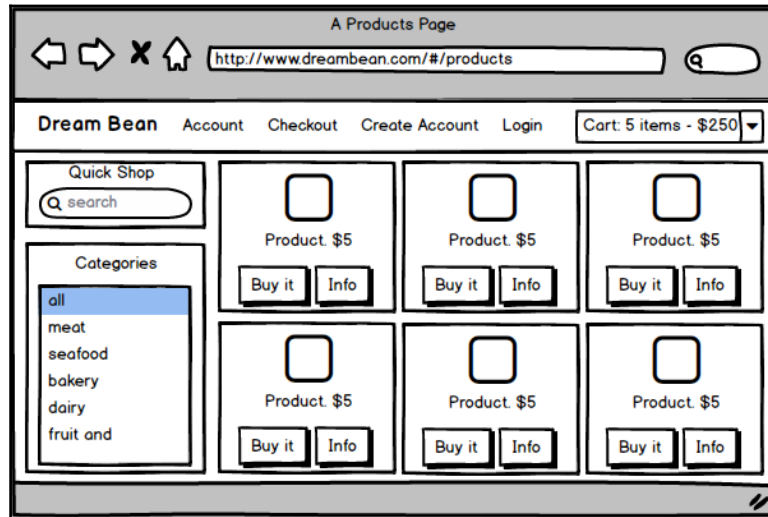 A Products Page
http://www.dreambean.com/#/products
Dream Bean Account Checkout Create Account Login Cart: 5 items - $250
Quick Shop
search
Categories
all
meat
seafood
bakery
dairy
fruit and
Product. $5 Product. $5 Product. $5
Buy it Info Buy it Info Buy it Info
Product. $5 Product. $5 Product. $5
Buy it Info Buy it Info Buy it Info